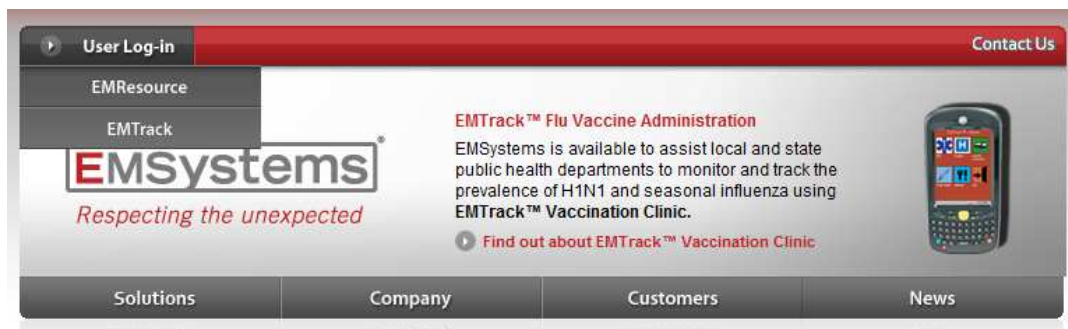 User Log-in
Contact Us
EMResource
EMTrack
EMSystems®
Respecting the unexpected
EMTrack™ Flu Vaccine Administration
EMSystems is available to assist local and state
public health departments to monitor and track the
prevalence of H1N1 and seasonal influenza using
EMTrack™ Vaccination Clinic.
Find out about EMTrack™ Vaccination Clinic
Solutions
Company
Customers
News